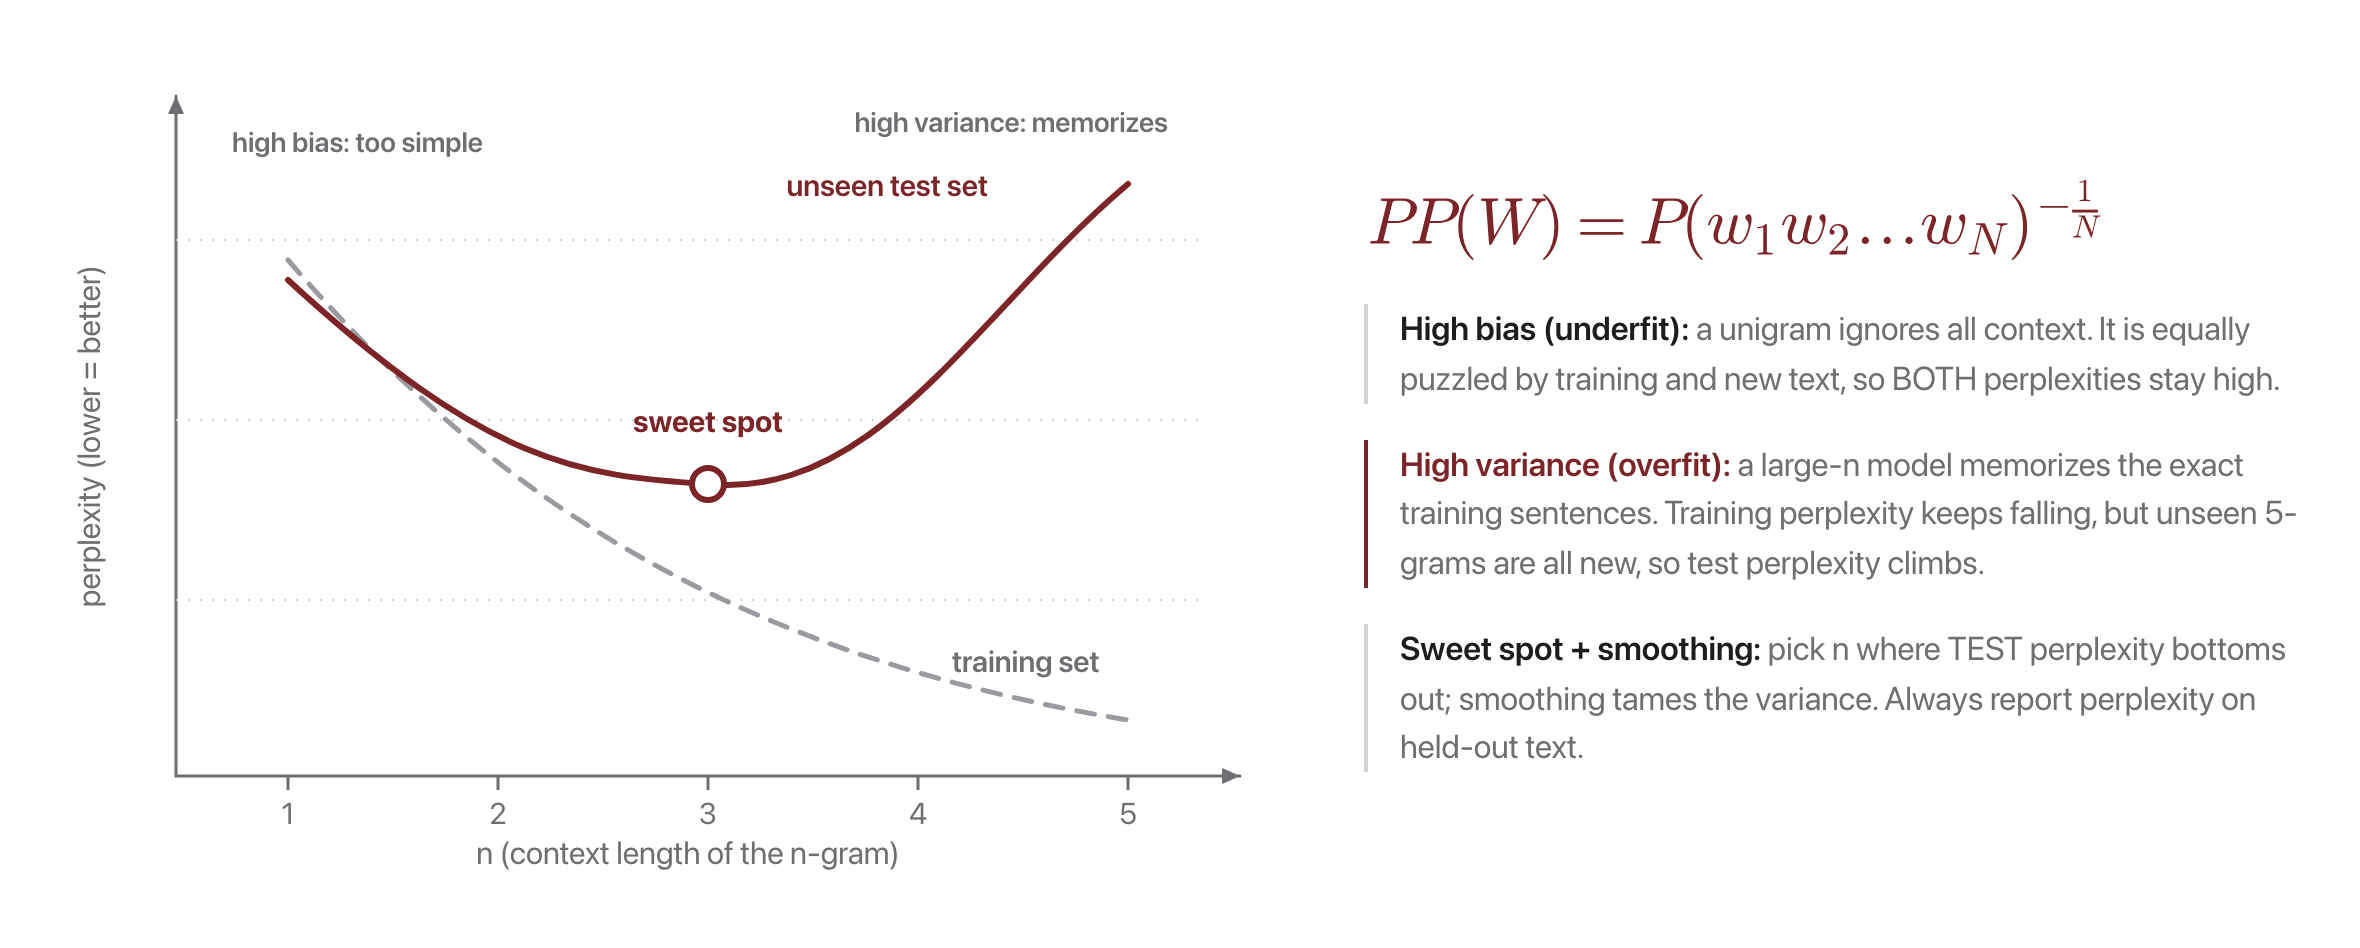 high bias: too simple
high variance: memorizes
unseen test set
sweet spot
training set
perplexity (lower = better)
1 2 3 4 5
n (context length of the n-gram)
PP(W) = P(w₁w₂…w_N)^{-\frac{1}{N}}
High bias (underfit): a unigram ignores all context. It is equally
puzzled by training and new text, so BOTH perplexities stay high.
High variance (overfit): a large-n model memorizes the exact
training sentences. Training perplexity keeps falling, but unseen 5-
grams are all new, so test perplexity climbs.
Sweet spot + smoothing: pick n where TEST perplexity bottoms
out; smoothing tames the variance. Always report perplexity on
held-out text.